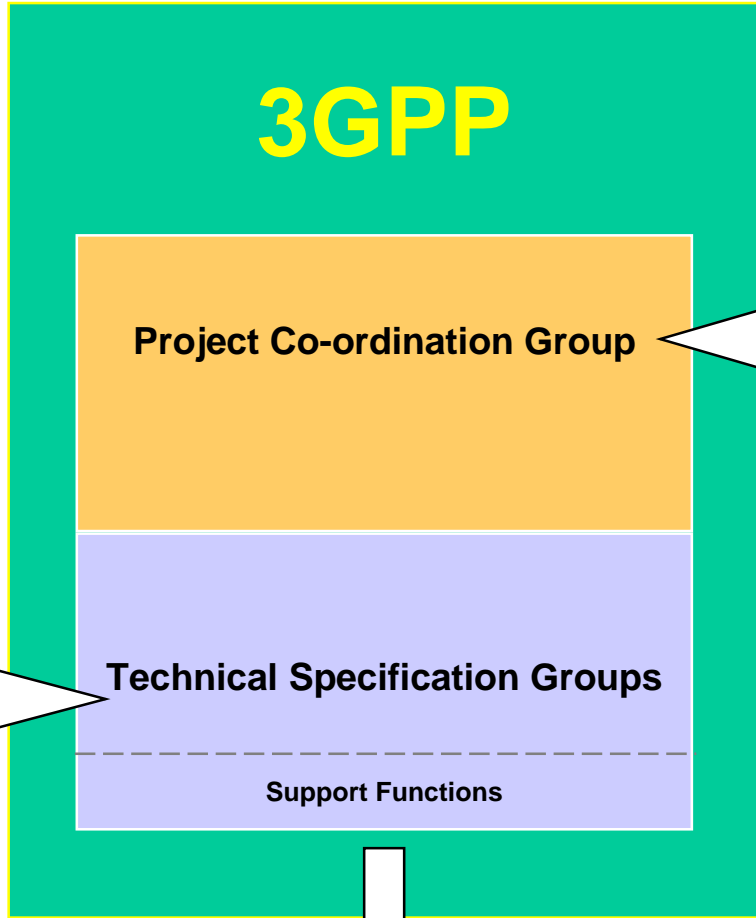 3GPP
Project Co-ordination Group
Technical Specification Groups
Support Functions